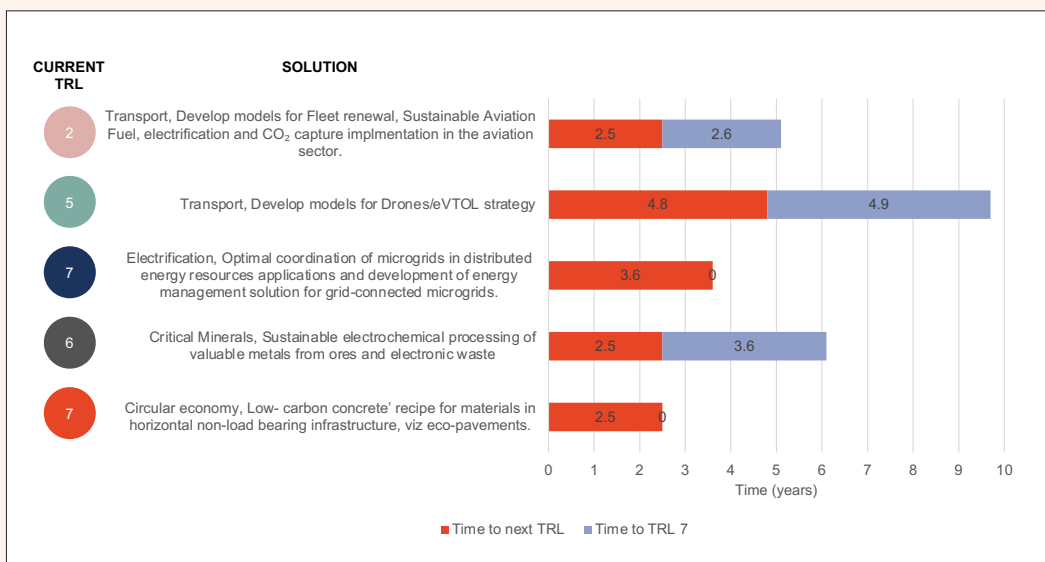 CURRENT
TRL
SOLUTION
2
Transport, Develop models for Fleet renewal, Sustainable Aviation
Fuel, electrification and CO₂ capture implmentation in the aviation
sector.
2.5
2.6
5
Transport, Develop models for Drones/eVTOL strategy
4.8
4.9
7
Electrification, Optimal coordination of microgrids in distributed
energy resources applications and development of energy
management solution for grid-connected microgrids.
3.6
0
6
Critical Minerals, Sustainable electrochemical processing of
valuable metals from ores and electronic waste
2.5
3.6
7
Circular economy, Low- carbon concrete’ recipe for materials in
horizontal non-load bearing infrastructure, viz eco-pavements.
2.5
0
0 1 2 3 4 5 6 7 8 9 10
Time (years)
Time to next TRL Time to TRL 7